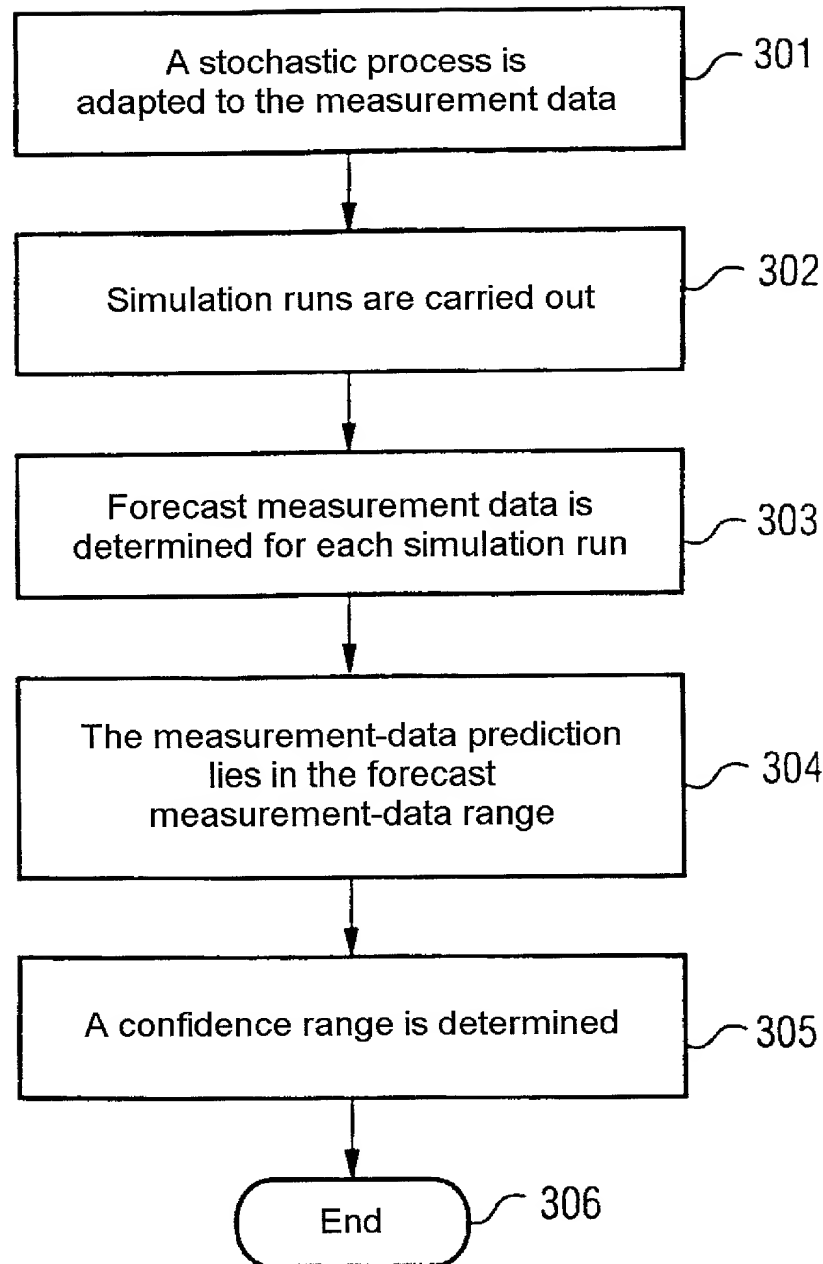 A stochastic process is
adapted to the measurement data
301
Simulation runs are carried out
302
Forecast measurement data is
determined for each simulation run
303
The measurement-data prediction
lies in the forecast
measurement-data range
304
A confidence range is determined
305
End
306